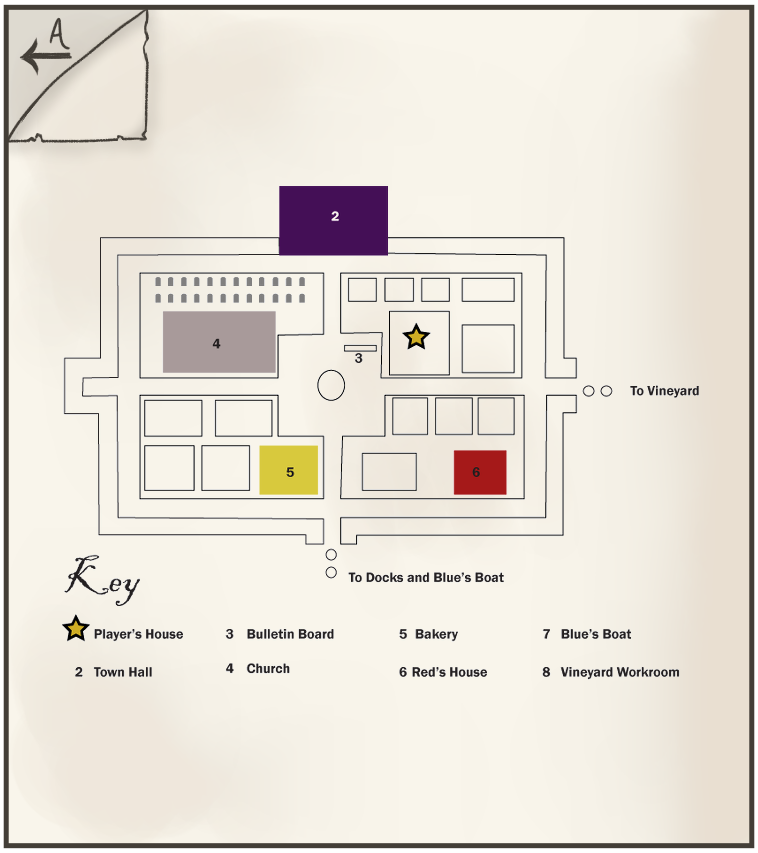 A
2
4
3
To Vineyard
5
6
To Docks and Blue's Boat
Key
Player's House
3 Bulletin Board
5 Bakery
7 Blue's Boat
2 Town Hall
4 Church
6 Red's House
8 Vineyard Workroom